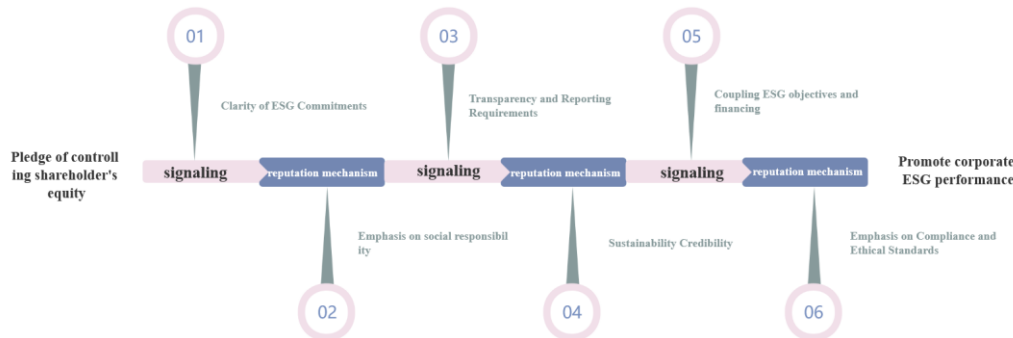 01
03
05
Clarity of ESG Commitments
Transparency and Reporting
Requirements
Coupling ESG objectives and
financing
Pledge of controll
ing shareholder's
equity
signaling
reputation mechanism
signaling
reputation mechanism
signaling
reputation mechanism
Promote corporate
ESG performance
Emphasis on social responsibil
ity
Sustainability Credibility
Emphasis on Compliance and
Ethical Standards
02
04
06